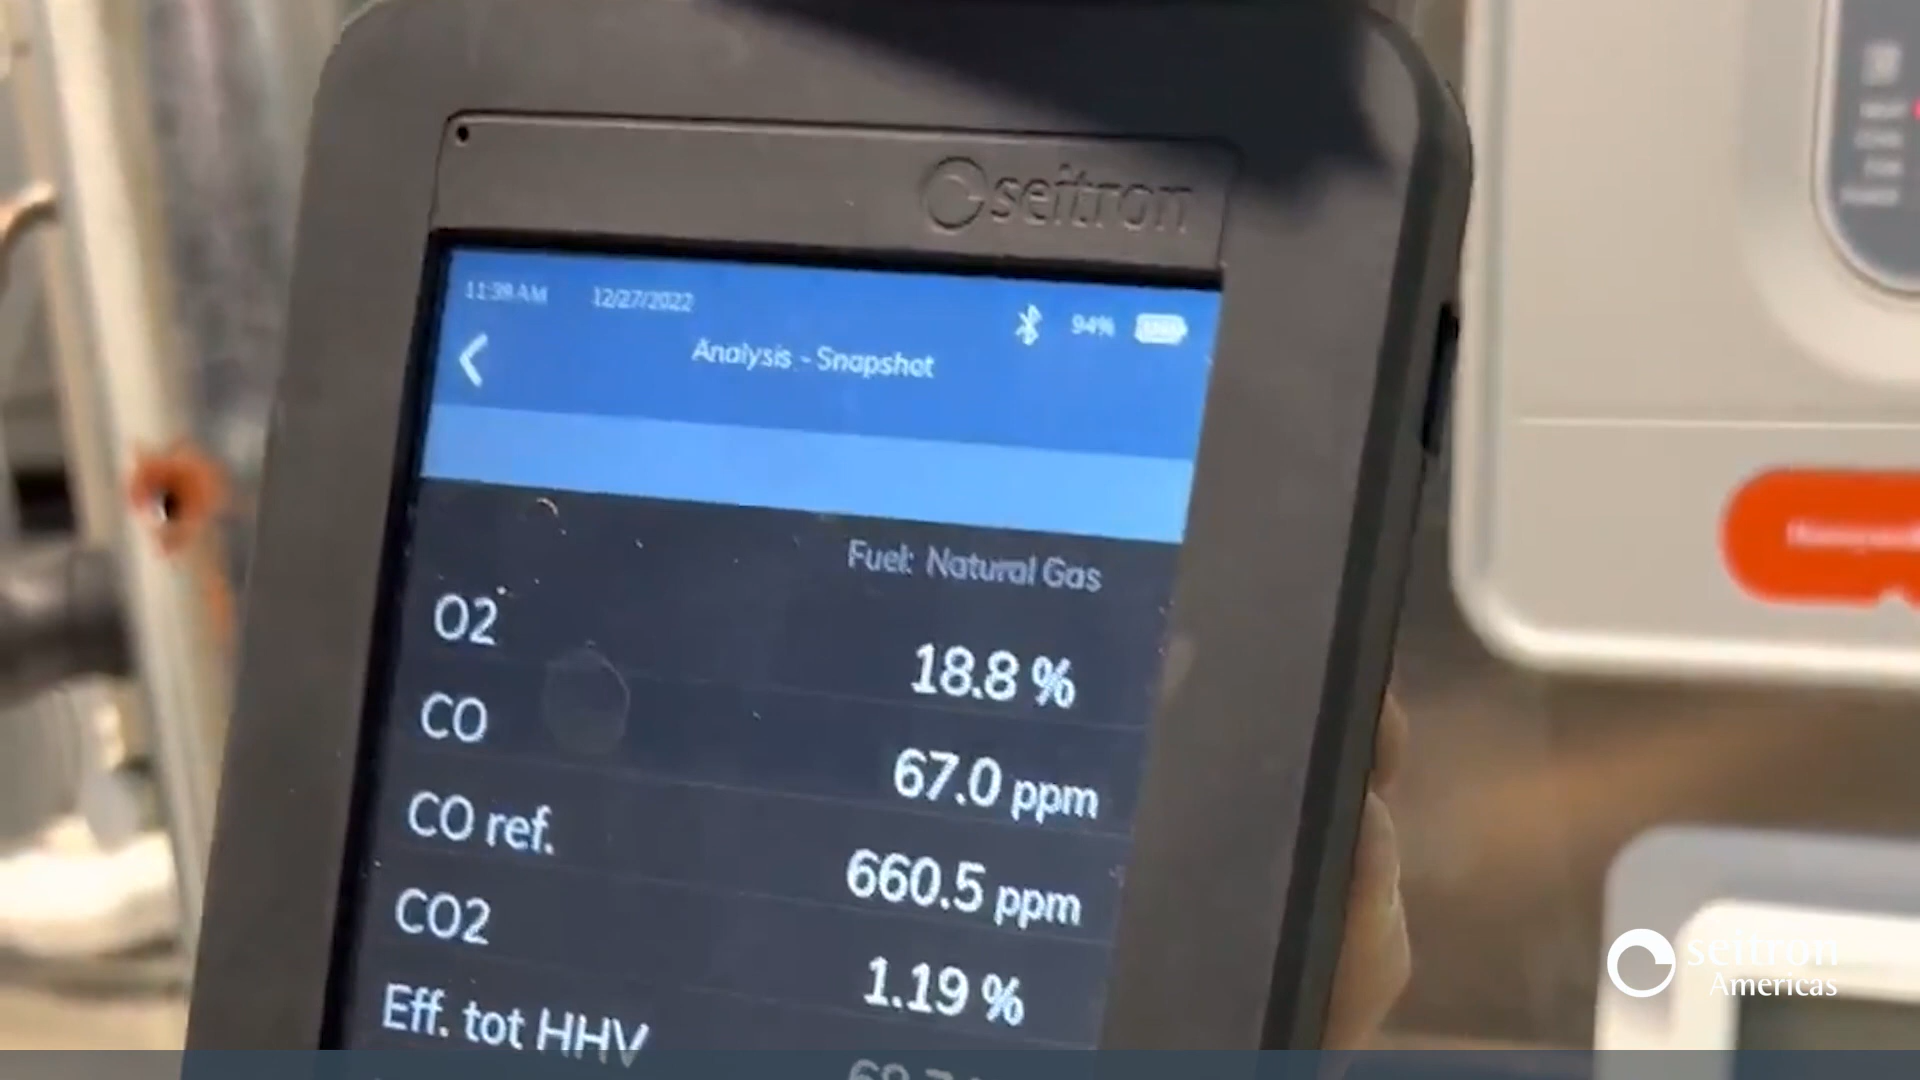 seitron
11:39 AM 12/27/2022 94%
Analysis - Snapshot
Fuel: Natural Gas
O2 18.8 %
CO 67.0 ppm
CO ref. 660.5 ppm
CO2 1.19 %
Eff. tot HHV
seitron
Americas